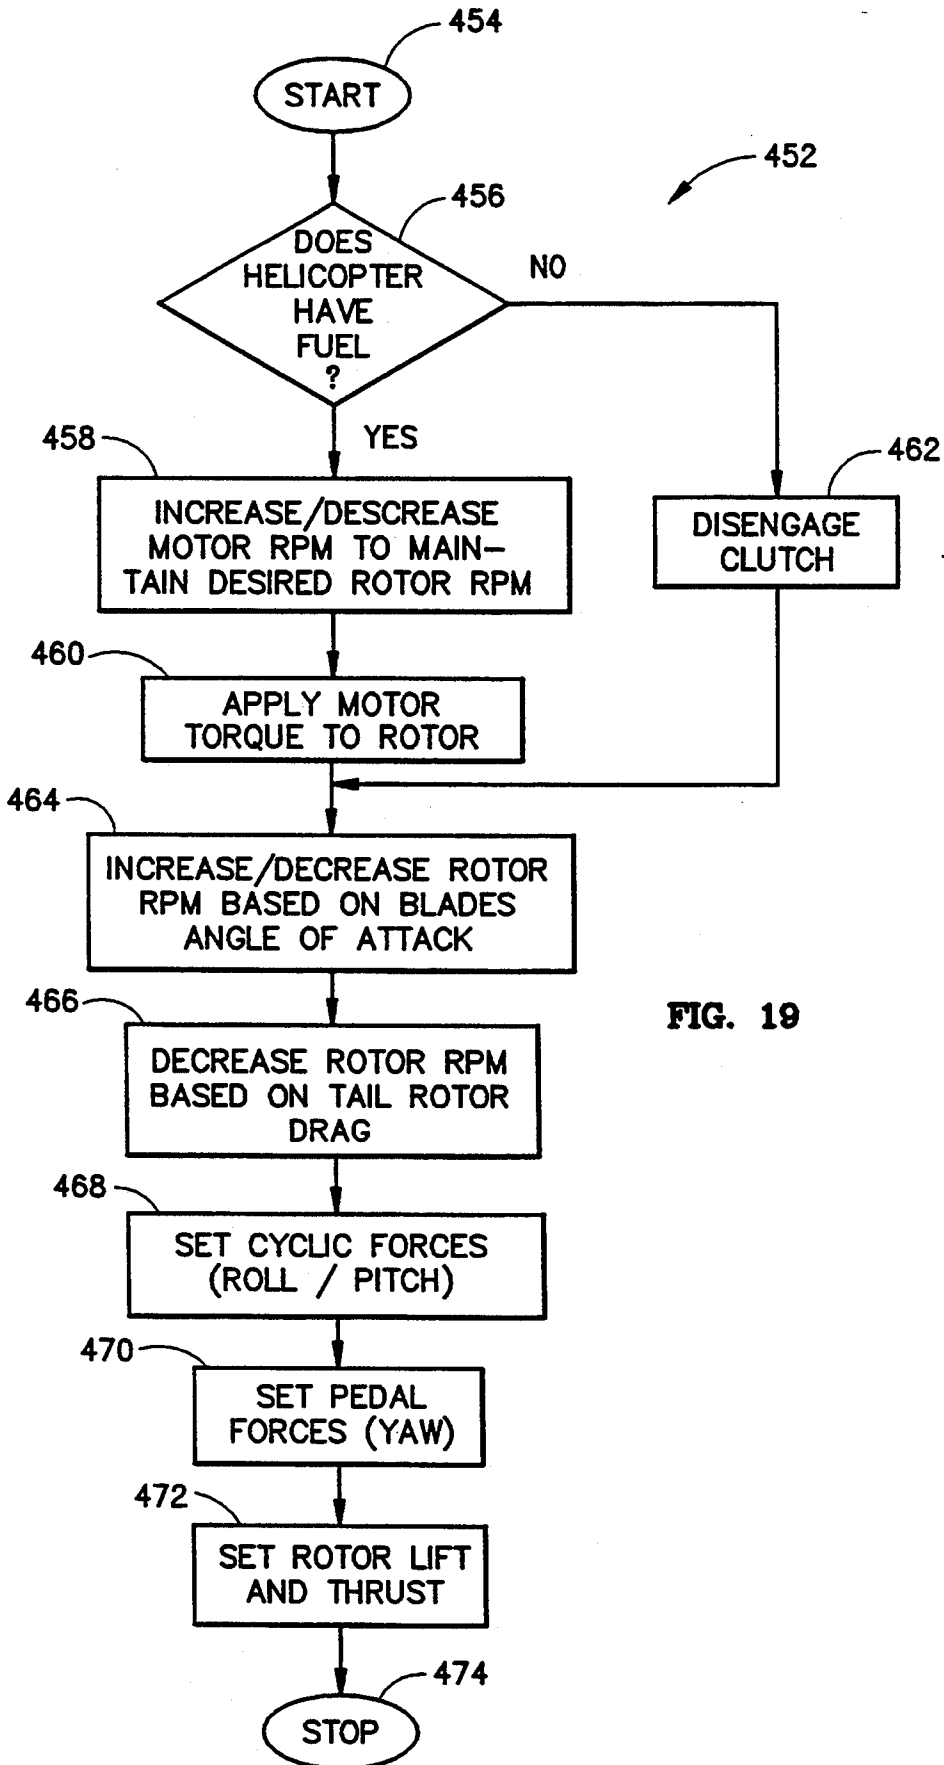 454
START
452
456
DOES
HELICOPTER
HAVE
FUEL
?
NO
YES
458
INCREASE/DESCREASE
MOTOR RPM TO MAIN-
TAIN DESIRED ROTOR RPM
462
DISENGAGE
CLUTCH
460
APPLY MOTOR
TORQUE TO ROTOR
464
INCREASE/DECREASE ROTOR
RPM BASED ON BLADES
ANGLE OF ATTACK
466
DECREASE ROTOR RPM
BASED ON TAIL ROTOR
DRAG
FIG. 19
468
SET CYCLIC FORCES
(ROLL / PITCH)
470
SET PEDAL
FORCES (YAW)
472
SET ROTOR LIFT
AND THRUST
474
STOP